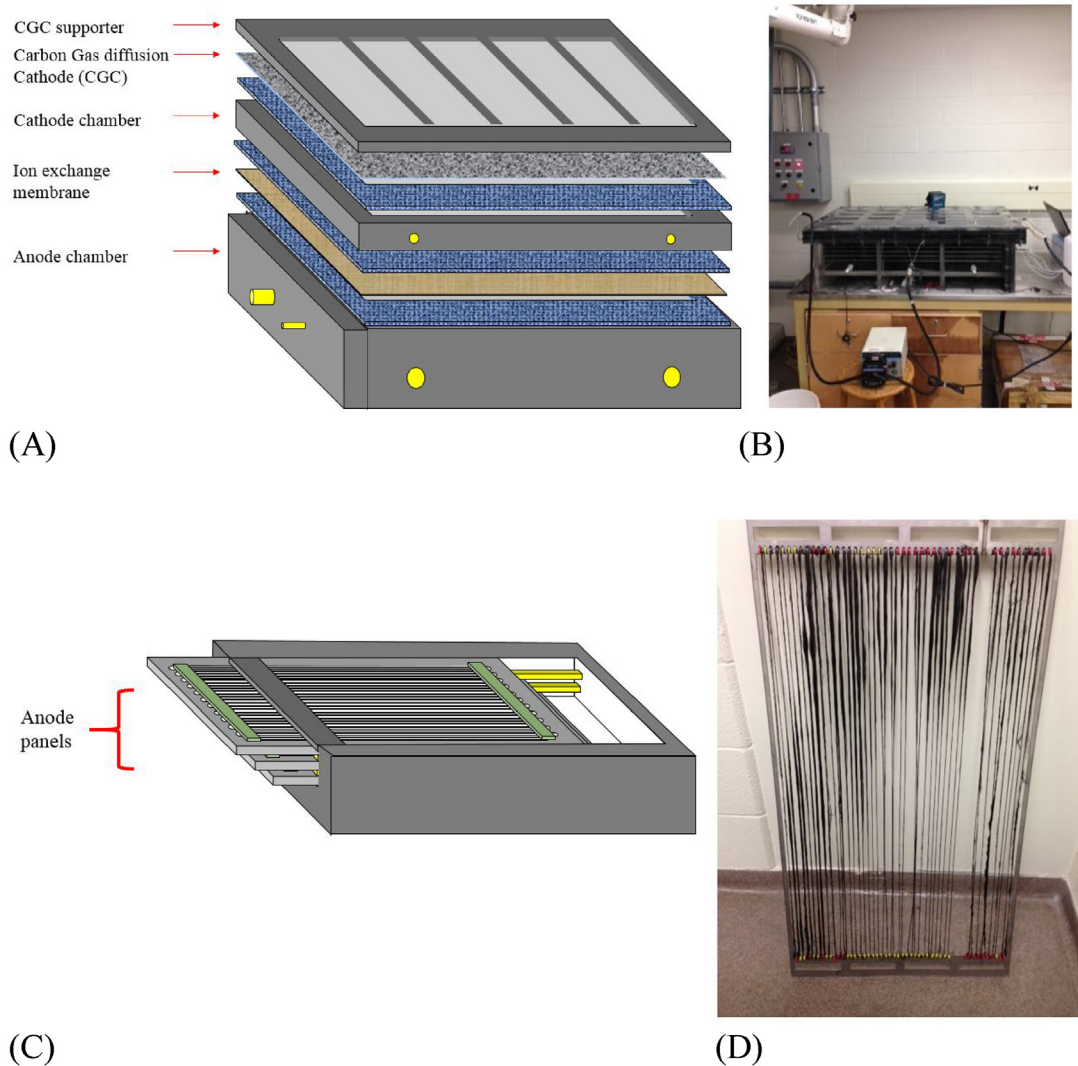 CGC supporter
Carbon Gas diffusion
Cathode (CGC)
Cathode chamber
Ion exchange
membrane
Anode chamber
(A)
(B)
Anode
panels
(C)
(D)